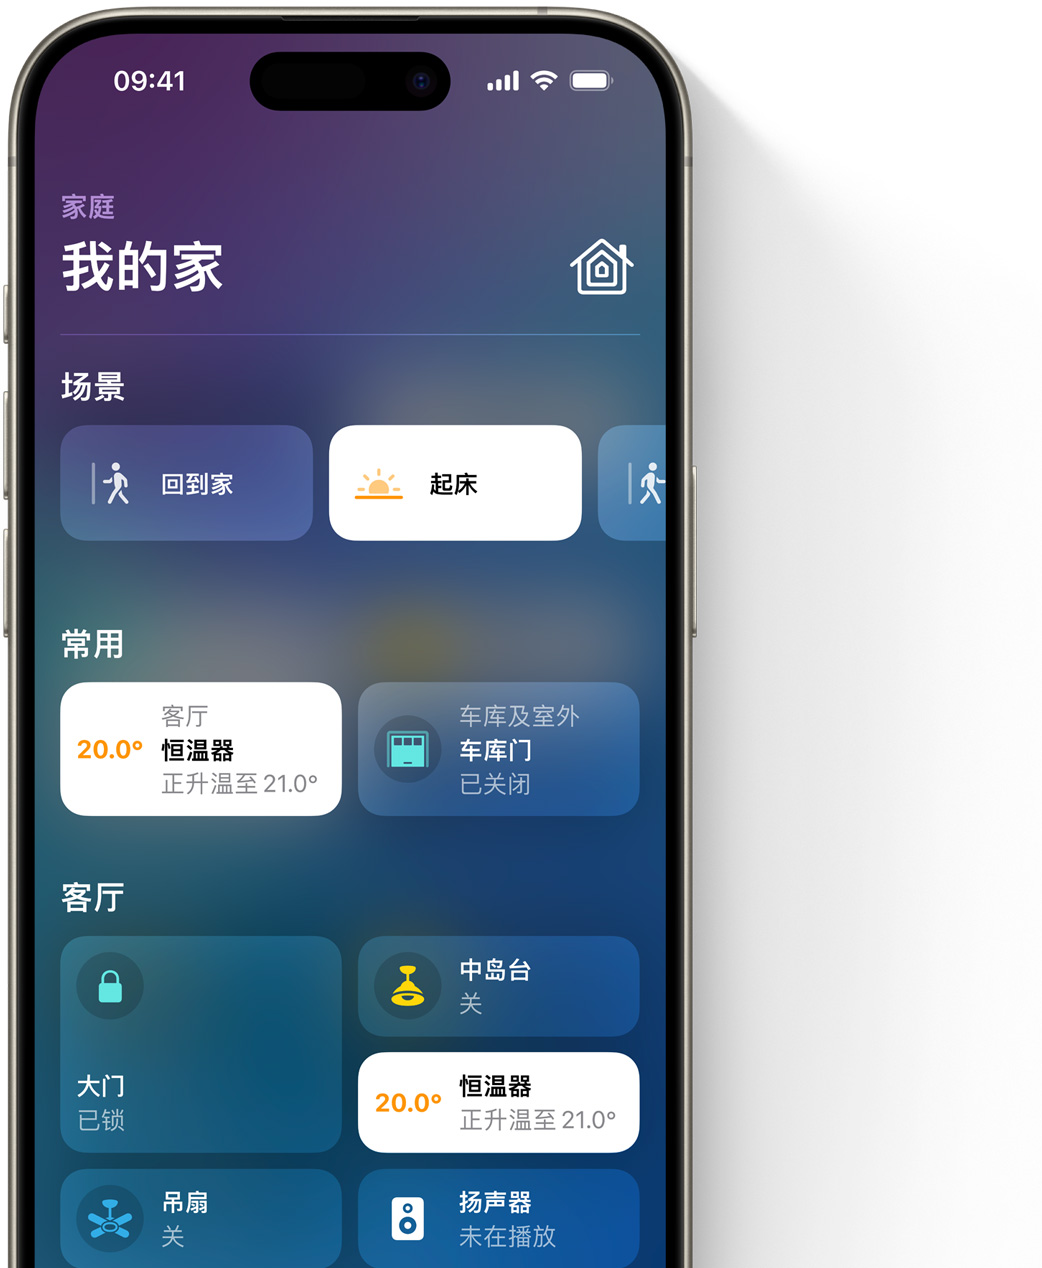 09:41
家庭
我的家
场景
回到家
起床
常用
客厅
20.0°
恒温器
正升温至 21.0°
车库及室外
车库门
已关闭
客厅
大门
已锁
中岛台
关
20.0°
恒温器
正升温至 21.0°
吊扇
关
扬声器
未在播放